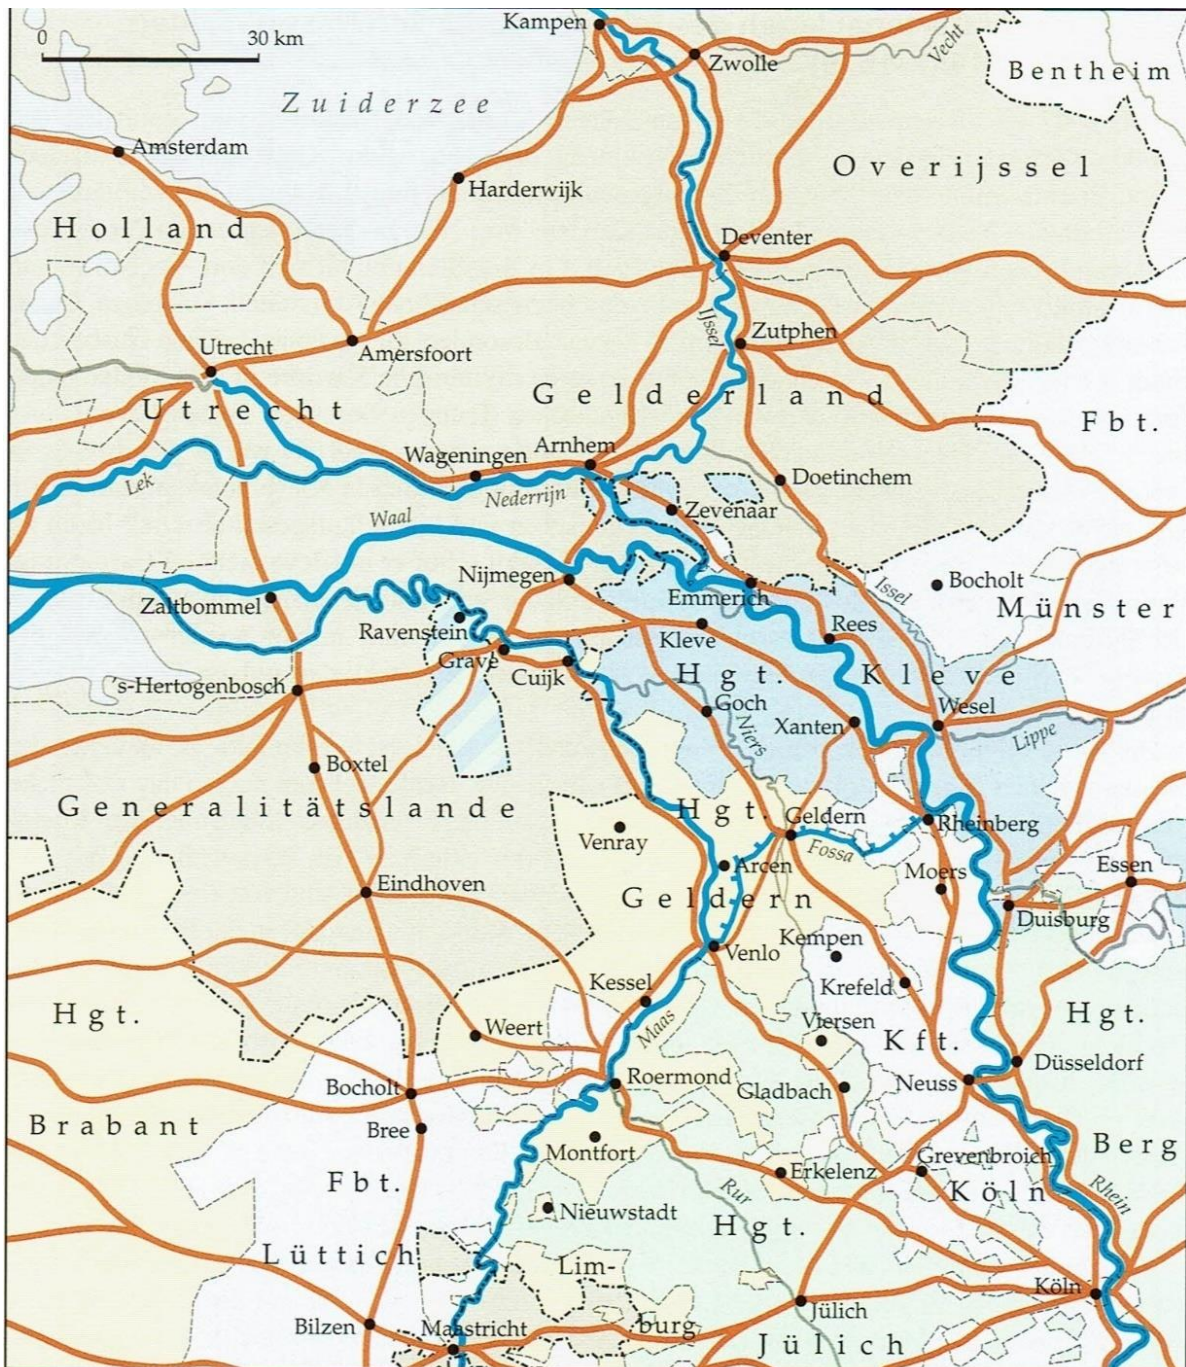 Kampen
0 30 km
Zwolle
Vecht
Bentheim
Zuiderzee
Amsterdam
Harderwijk
Overijssel
Holland
Deventer
IJssel
Zutphen
Utrecht
Amersfoort
Utrecht
Gelderland
Fbt.
Arnhem
Wageningen
Lek
Nederrijn
Doetinchem
Zevenaar
Waal
Nijmegen
Emmerich
Issel
Bocholt
Münster
Zaltbommel
Ravenstein
Kleve
Rees
Grave
Cuijk
Hgt. Kleve
's-Hertogenbosch
Goch
Niers
Xanten
Wesel
Lippe
Boxtel
Generalitätslande
Hgt.
Geldern
Rheinberg
Venray
Fossa
Arcen
Moers
Essen
Eindhoven
Geldern
Duisburg
Venlo
Kempen
Kessel
Krefeld
Hgt.
Maas
Weert
Viersen
Kft.
Hgt.
Bocholt
Roermond
Gladbach
Neuss
Düsseldorf
Brabant
Bree
Montfort
Berg
Fbt.
Erkelenz
Grevenbroich
Köln
Rhein
Rur
Nieuwstadt
Hgt.
Lüttich
Lim-
Köln
Jülich
Bilzen
Maastricht
burg
Jülich